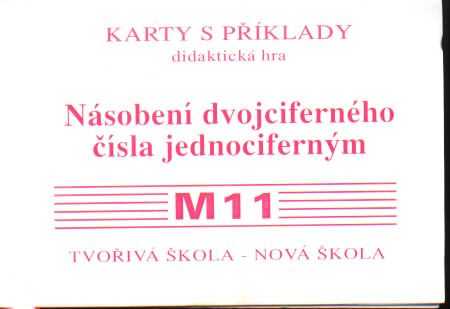 KARTY S PŘÍKLADY
didaktická hra
Násobení dvojciferného
čísla jednociferným
M11
TVOŘIVÁ ŠKOLA - NOVÁ ŠKOLA